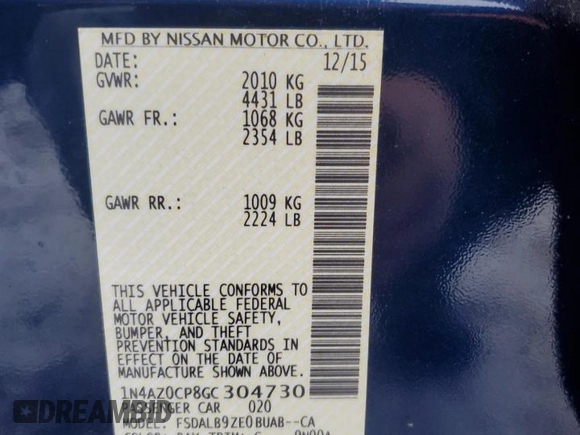 MFD BY NISSAN MOTOR CO., LTD.
DATE: 12/15
GVWR: 2010 KG
4431 LB
GAWR FR.: 1068 KG
2354 LB
GAWR RR.: 1009 KG
2224 LB
THIS VEHICLE CONFORMS TO
ALL APPLICABLE FEDERAL
MOTOR VEHICLE SAFETY,
BUMPER, AND THEFT
PREVENTION STANDARDS
IN EFFECT ON THE DATE OF
MANUFACTURE SHOWN ABOVE.
1N4AZ0CP8GC304730
PASSENGER CAR 020
FSDALB9ZE0BUAB--CA
DREAMBID